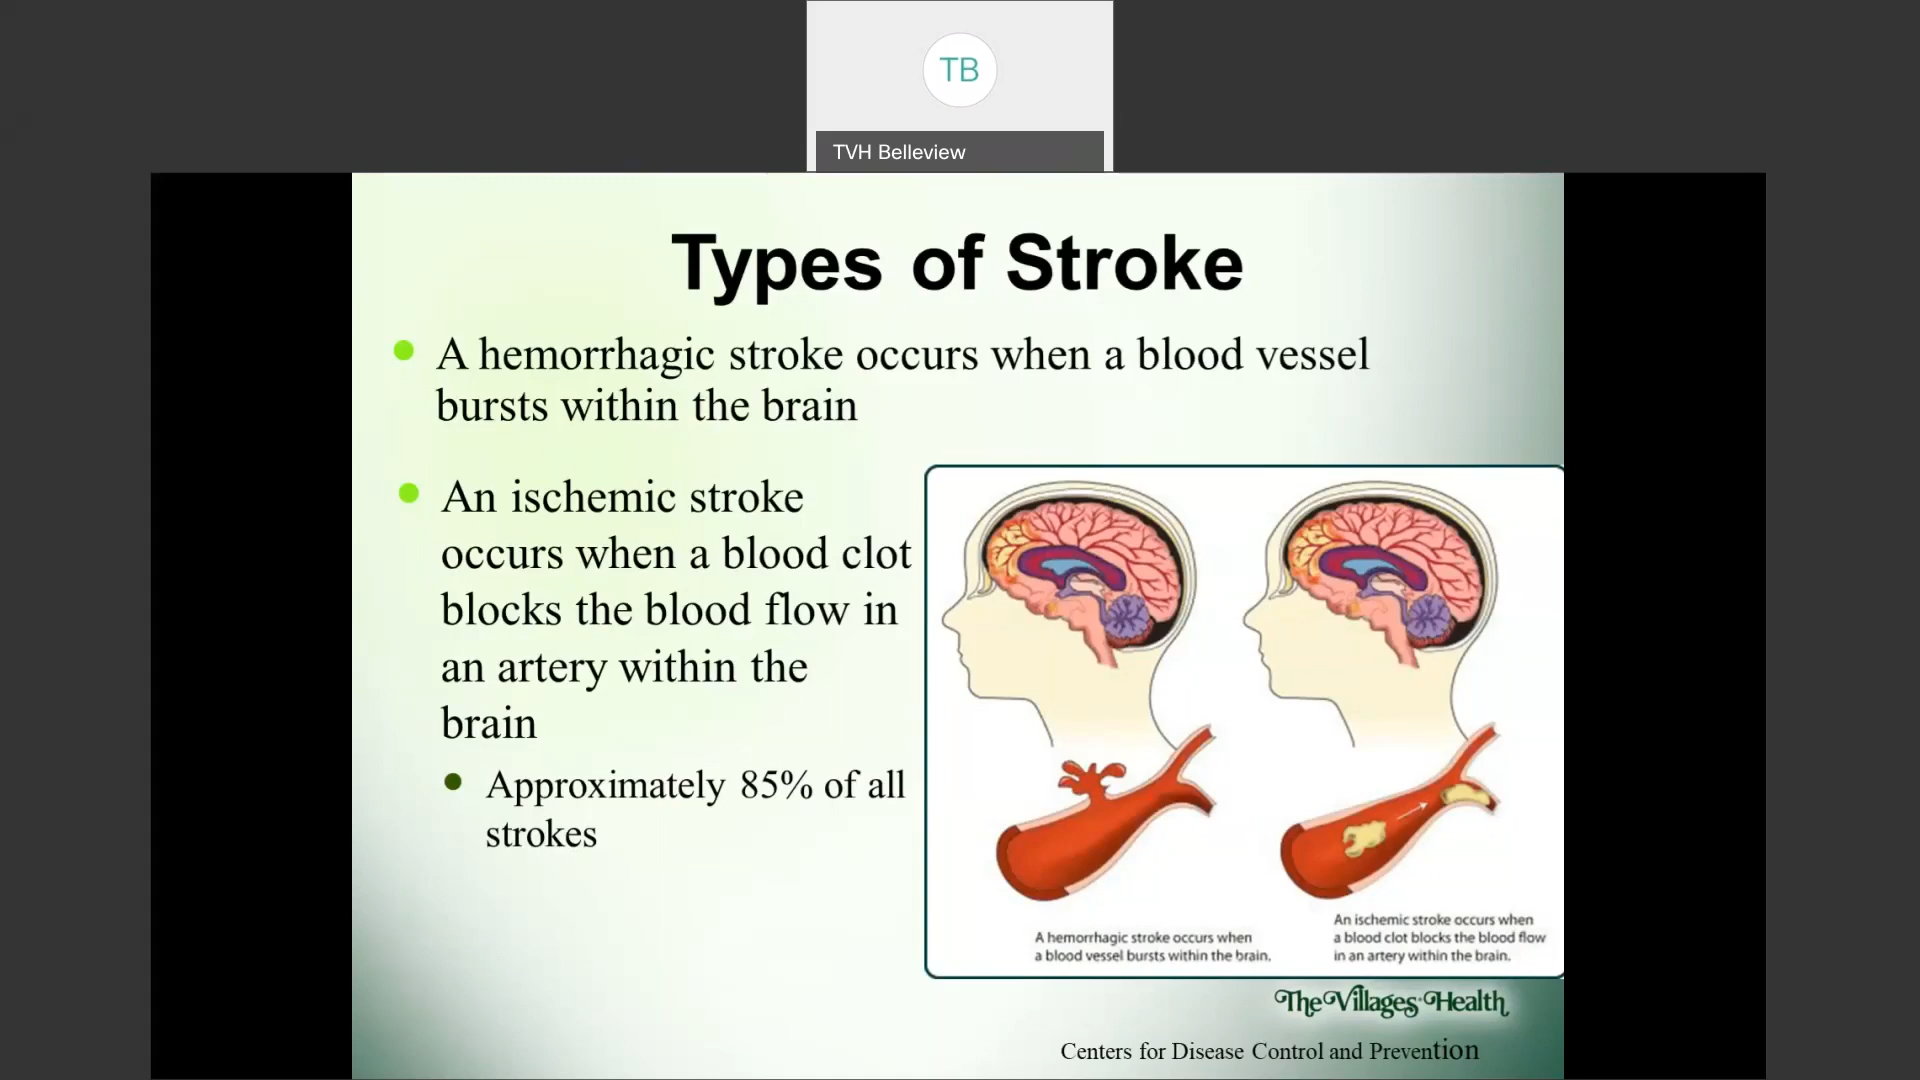 TB
TVH Belleview
Types of Stroke
A hemorrhagic stroke occurs when a blood vessel
bursts within the brain
An ischemic stroke
occurs when a blood clot
blocks the blood flow in
an artery within the
brain
Approximately 85% of all
strokes
A hemorrhagic stroke occurs when
a blood vessel bursts within the brain.
An ischemic stroke occurs when
a blood clot blocks the blood flow
in an artery within the brain.
The Villages Health
Centers for Disease Control and Prevention